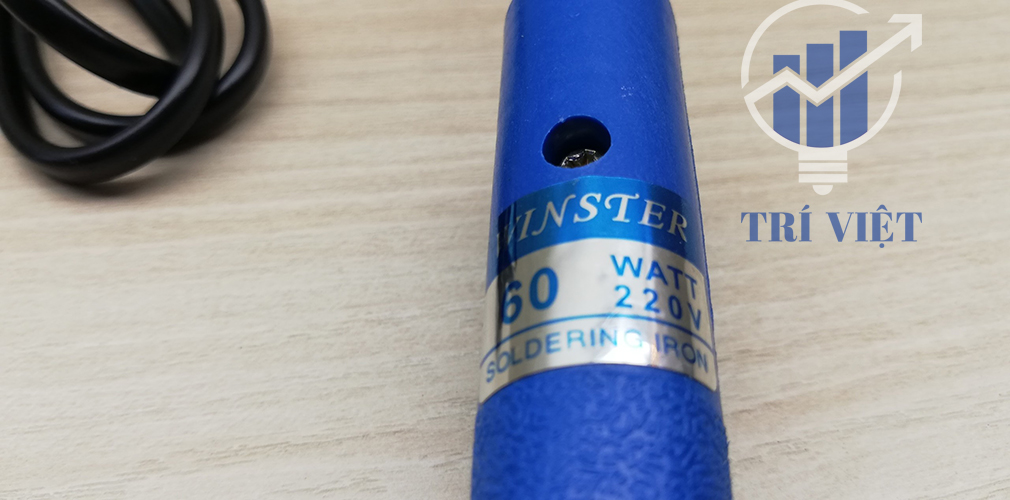 VINSTER
60 WATT
220V
SOLDERING IRON
TRÍ VIỆT